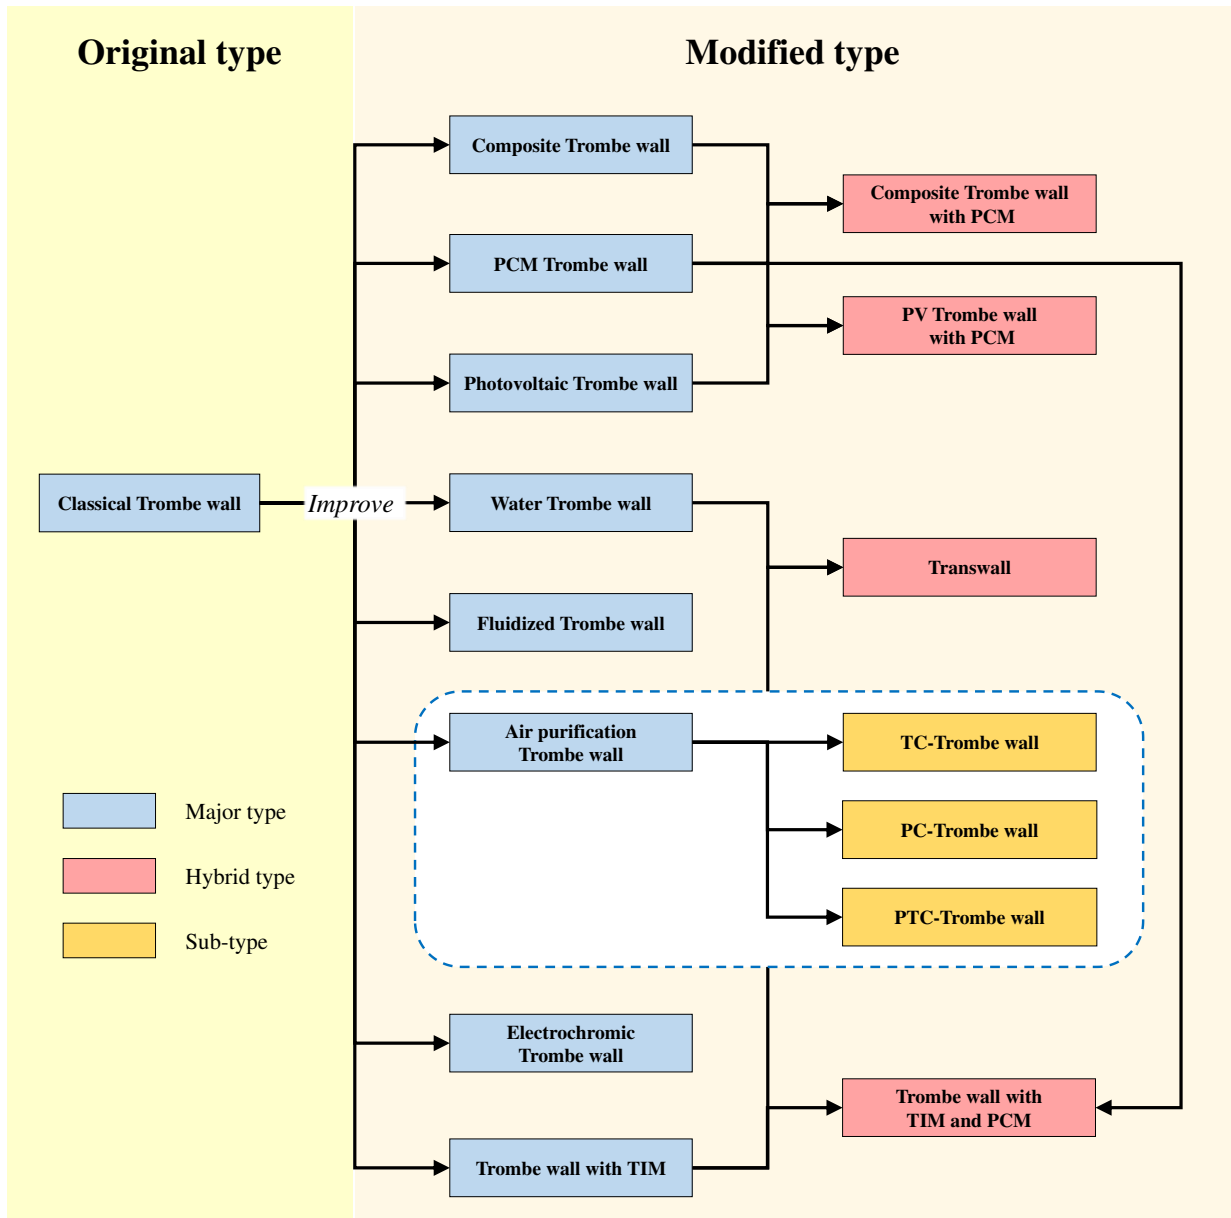 Original type
Modified type
Composite Trombe wall
Composite Trombe wall
with PCM
PCM Trombe wall
PV Trombe wall
with PCM
Photovoltaic Trombe wall
Classical Trombe wall
Improve
Water Trombe wall
Transwall
Fluidized Trombe wall
Air purification
Trombe wall
TC-Trombe wall
PC-Trombe wall
PTC-Trombe wall
Major type
Hybrid type
Sub-type
Electrochromic
Trombe wall
Trombe wall with
TIM and PCM
Trombe wall with TIM